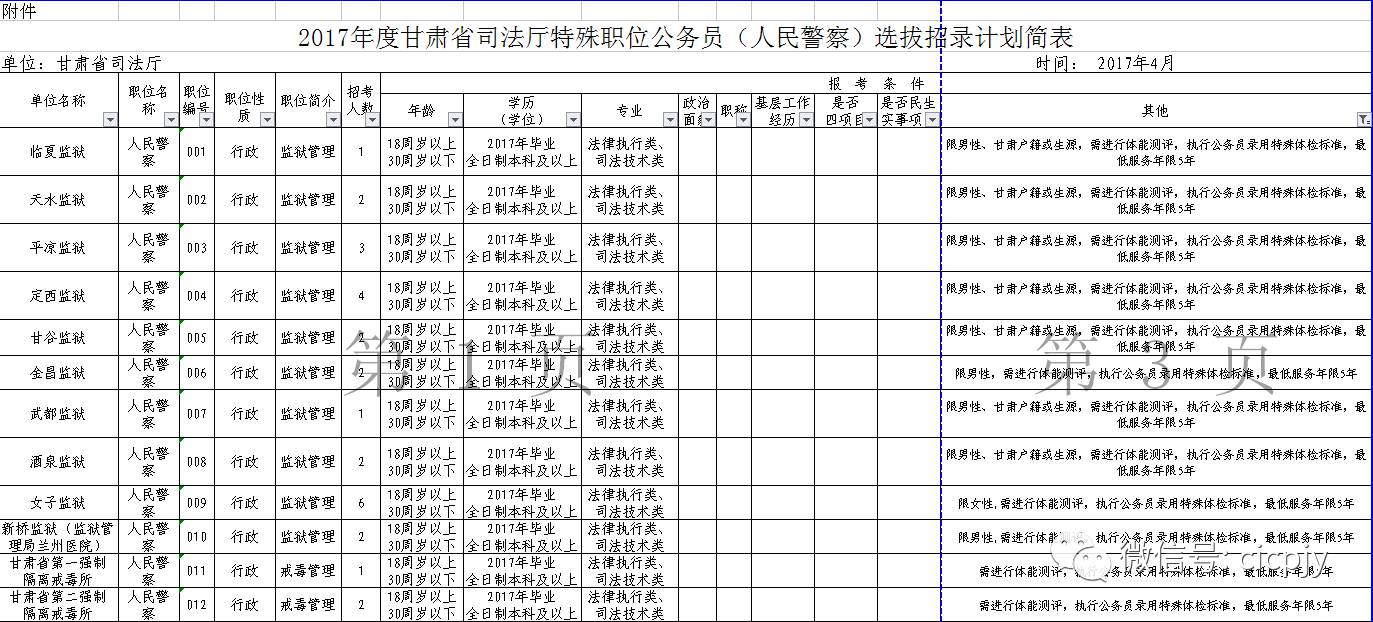 附件
2017年度甘肃省司法厅特殊职位公务员（人民警察）选拔招录计划简表
单位：甘肃省司法厅 时间： 2017年4月
单位名称 职位名称 职位编号 职位性质 职位简介 招考人数 报 考 条 件
年龄 学历（学位） 专业 政治面 职称 基层工作经历 是否四项目 是否民生实事项 其他
临夏监狱 人民警察 001 行政 监狱管理 1 18周岁以上30周岁以下 2017年毕业全日制本科及以上 法律执行类、司法技术类 限男性、甘肃户籍或生源，需进行体能测评，执行公务员录用特殊体检标准，最低服务年限5年
天水监狱 人民警察 002 行政 监狱管理 2 18周岁以上30周岁以下 2017年毕业全日制本科及以上 法律执行类、司法技术类 限男性、甘肃户籍或生源，需进行体能测评，执行公务员录用特殊体检标准，最低服务年限5年
平凉监狱 人民警察 003 行政 监狱管理 3 18周岁以上30周岁以下 2017年毕业全日制本科及以上 法律执行类、司法技术类 限男性、甘肃户籍或生源，需进行体能测评，执行公务员录用特殊体检标准，最低服务年限5年
定西监狱 人民警察 004 行政 监狱管理 4 18周岁以上30周岁以下 2017年毕业全日制本科及以上 法律执行类、司法技术类 限男性、甘肃户籍或生源，需进行体能测评，执行公务员录用特殊体检标准，最低服务年限5年
甘谷监狱 人民警察 005 行政 监狱管理 2 18周岁以上30周岁以下 2017年毕业全日制本科及以上 法律执行类、司法技术类 限男性、甘肃户籍或生源，需进行体能测评，执行公务员录用特殊体检标准，最低服务年限5年
第 1 页 第 3 页
金昌监狱 人民警察 006 行政 监狱管理 2 18周岁以上30周岁以下 2017年毕业全日制本科及以上 法律执行类、司法技术类 限男性，需进行体能测评，执行公务员录用特殊体检标准，最低服务年限5年
武都监狱 人民警察 007 行政 监狱管理 1 18周岁以上30周岁以下 2017年毕业全日制本科及以上 法律执行类、司法技术类 限男性、甘肃户籍或生源，需进行体能测评，执行公务员录用特殊体检标准，最低服务年限5年
酒泉监狱 人民警察 008 行政 监狱管理 2 18周岁以上30周岁以下 2017年毕业全日制本科及以上 法律执行类、司法技术类 限男性、甘肃户籍或生源，需进行体能测评，执行公务员录用特殊体检标准，最低服务年限5年
女子监狱 人民警察 009 行政 监狱管理 6 18周岁以上30周岁以下 2017年毕业全日制本科及以上 法律执行类、司法技术类 限女性,需进行体能测评，执行公务员录用特殊体检标准，最低服务年限5年
新桥监狱（监狱管理局兰州医院） 人民警察 010 行政 监狱管理 2 18周岁以上30周岁以下 2017年毕业全日制本科及以上 法律执行类、司法技术类 限男性,需进行体能测评，执行公务员录用特殊体检标准，最低服务年限5年
甘肃省第一强制隔离戒毒所 人民警察 011 行政 戒毒管理 1 18周岁以上30周岁以下 2017年毕业全日制本科及以上 法律执行类、司法技术类 需进行体能测评，执行公务员录用特殊体检标准，最低服务年限5年
微信号: cjcpjy
甘肃省第二强制隔离戒毒所 人民警察 012 行政 戒毒管理 2 18周岁以上30周岁以下 2017年毕业全日制本科及以上 法律执行类、司法技术类 需进行体能测评，执行公务员录用特殊体检标准，最低服务年限5年